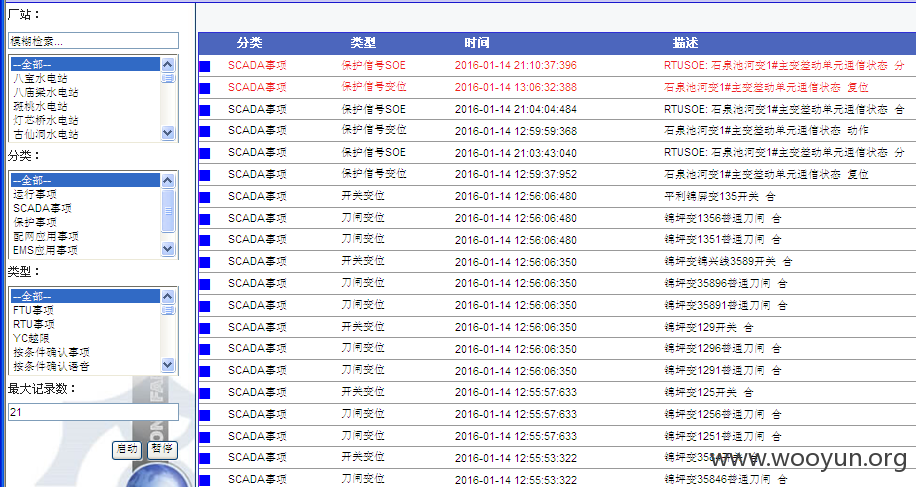 厂站：
模糊检索...
--全部--
八宝水电站
八庙梁水电站
斑桃水电站
灯芯桥水电站
古仙洞水电站
分类：
--全部--
运行事项
SCADA事项
保护事项
配网应用事项
EMS应用事项
类型：
--全部--
FTU事项
RTU事项
YC越限
按条件确认事项
按条件确认语音
最大记录数：
21
启动 暂停
分类 类型 时间 描述
SCADA事项 保护信号SOE 2016-01-14 21:10:37:396 RTUSOE: 石泉池河变1#主变差动单元通信状态 分
SCADA事项 保护信号变位 2016-01-14 13:06:32:388 石泉池河变1#主变差动单元通信状态 复位
SCADA事项 保护信号SOE 2016-01-14 21:04:04:484 RTUSOE: 石泉池河变1#主变差动单元通信状态 合
SCADA事项 保护信号变位 2016-01-14 12:59:59:368 石泉池河变1#主变差动单元通信状态 动作
SCADA事项 保护信号SOE 2016-01-14 21:03:43:040 RTUSOE: 石泉池河变1#主变差动单元通信状态 分
SCADA事项 保护信号变位 2016-01-14 12:59:37:952 石泉池河变1#主变差动单元通信状态 复位
SCADA事项 开关变位 2016-01-14 12:56:06:480 平利锦屏变135开关 合
SCADA事项 刀闸变位 2016-01-14 12:56:06:480 锦坪变1356普通刀闸 合
SCADA事项 刀闸变位 2016-01-14 12:56:06:480 锦坪变1351普通刀闸 合
SCADA事项 开关变位 2016-01-14 12:56:06:350 锦坪变锦兴线3589开关 合
SCADA事项 刀闸变位 2016-01-14 12:56:06:350 锦坪变35896普通刀闸 合
SCADA事项 刀闸变位 2016-01-14 12:56:06:350 锦坪变35891普通刀闸 合
SCADA事项 开关变位 2016-01-14 12:56:06:350 锦坪变129开关 合
SCADA事项 刀闸变位 2016-01-14 12:56:06:350 锦坪变1296普通刀闸 合
SCADA事项 刀闸变位 2016-01-14 12:56:06:350 锦坪变1291普通刀闸 合
SCADA事项 开关变位 2016-01-14 12:55:57:633 锦坪变125开关 合
SCADA事项 刀闸变位 2016-01-14 12:55:57:633 锦坪变1256普通刀闸 合
SCADA事项 刀闸变位 2016-01-14 12:55:57:633 锦坪变1251普通刀闸 合
SCADA事项 开关变位 2016-01-14 12:55:53:322 锦坪变3584开关 合
SCADA事项 刀闸变位 2016-01-14 12:55:53:322 锦坪变35846普通刀闸 合
www.wooyun.org